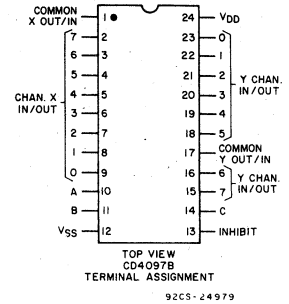 COMMON
X OUT/IN 1 24 VDD
7 2 23 0
6 3 22 1
5 4 21 2
4 5 20 3
3 6 19 4
2 7 18 5
1 8 17 COMMON
Y OUT/IN
0 9 16 6
A 10 15 7
B 11 14 C
VSS 12 13 INHIBIT
CHAN. X
IN/OUT
Y CHAN.
IN/OUT
Y CHAN.
IN/OUT
TOP VIEW
CD4097B
TERMINAL ASSIGNMENT
92CS-24979